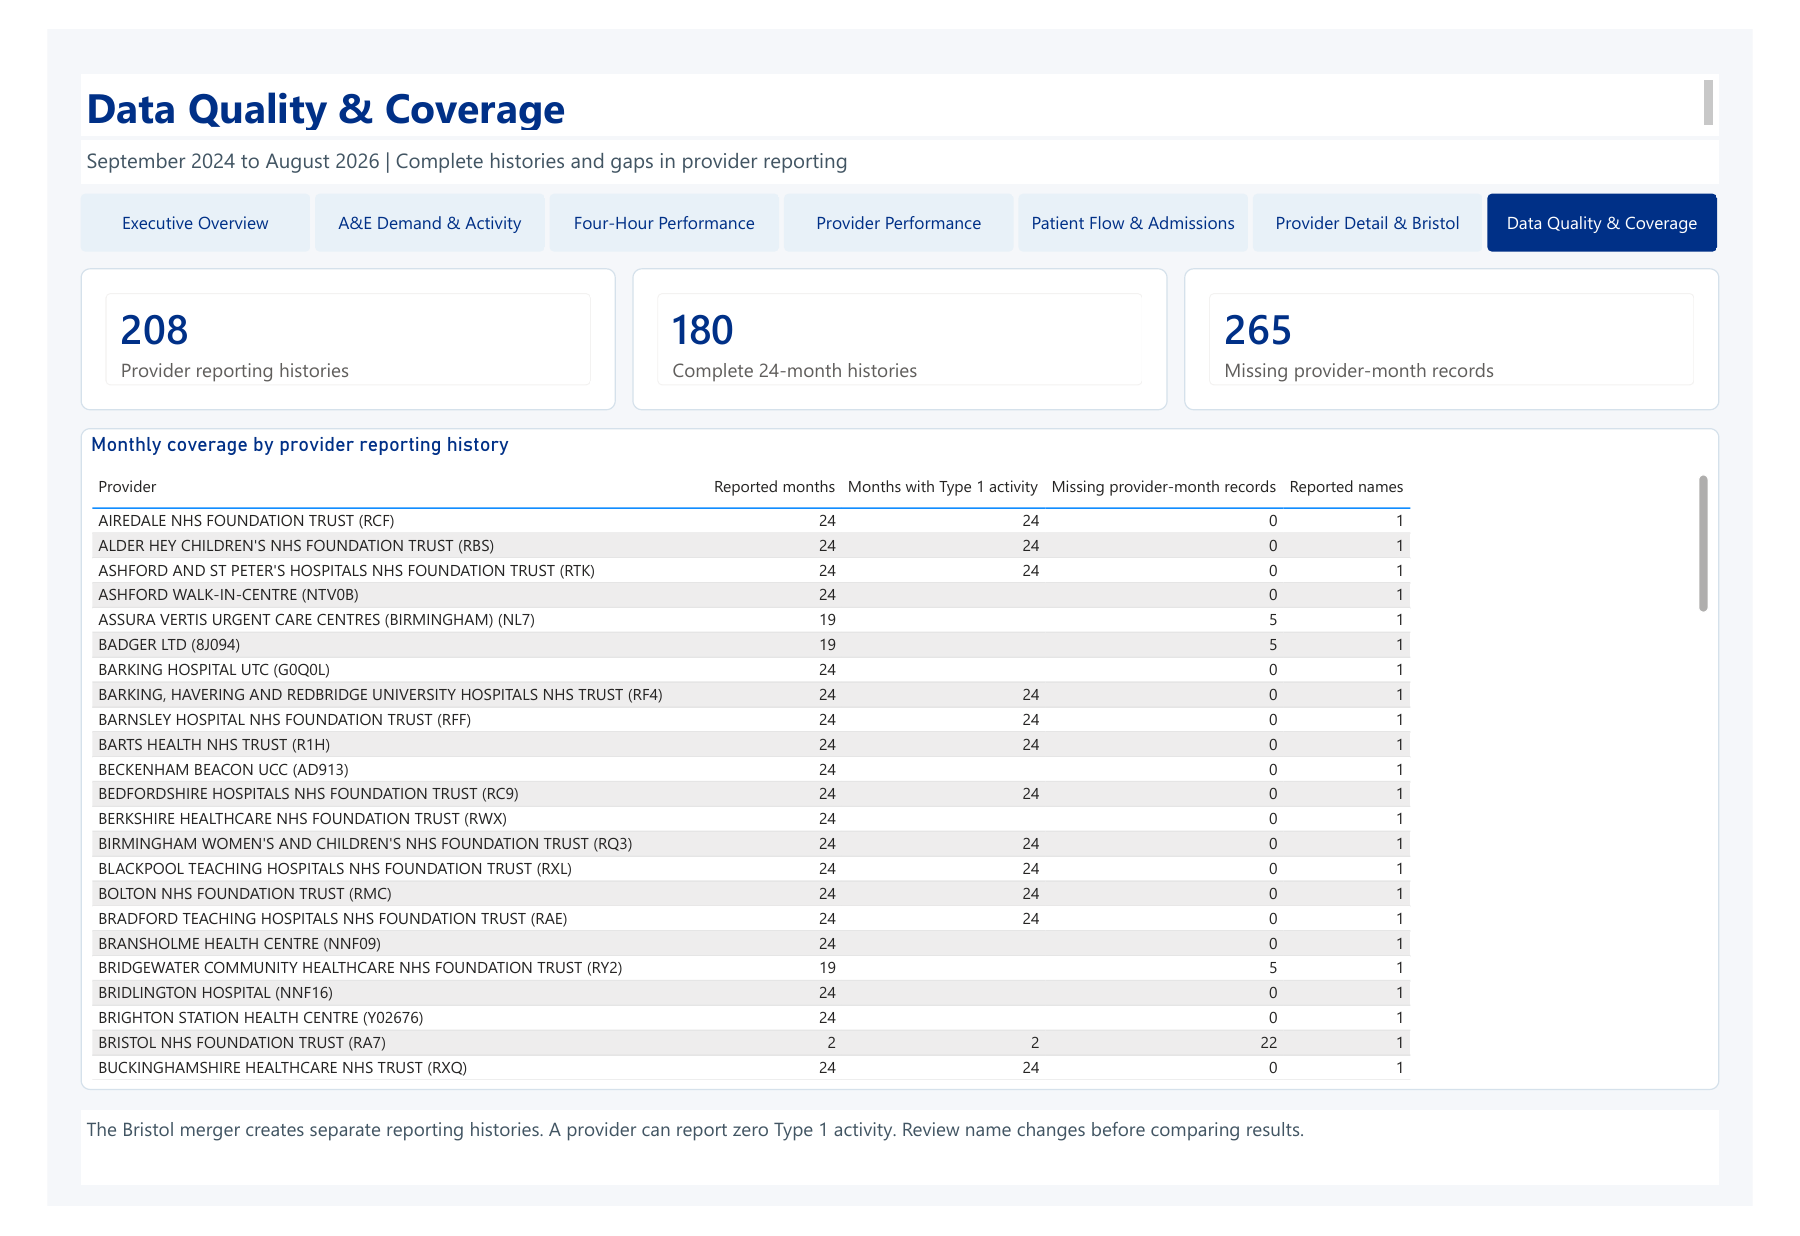 Data Quality & Coverage
September 2024 to August 2026 | Complete histories and gaps in provider reporting
Executive Overview A&E Demand & Activity Four-Hour Performance Provider Performance Patient Flow & Admissions Provider Detail & Bristol Data Quality & Coverage
208 180 265
Provider reporting histories Complete 24-month histories Missing provider-month records
Monthly coverage by provider reporting history
Provider Reported months Months with Type 1 activity Missing provider-month records Reported names
AIREDALE NHS FOUNDATION TRUST (RCF) 24 24 0 1
ALDER HEY CHILDREN'S NHS FOUNDATION TRUST (RBS) 24 24 0 1
ASHFORD AND ST PETER'S HOSPITALS NHS FOUNDATION TRUST (RTK) 24 24 0 1
ASHFORD WALK-IN-CENTRE (NTV0B) 24 0 1
ASSURA VERTIS URGENT CARE CENTRES (BIRMINGHAM) (NL7) 19 5 1
BADGER LTD (8J094) 19 5 1
BARKING HOSPITAL UTC (G0Q0L) 24 0 1
BARKING, HAVERING AND REDBRIDGE UNIVERSITY HOSPITALS NHS TRUST (RF4) 24 24 0 1
BARNSLEY HOSPITAL NHS FOUNDATION TRUST (RFF) 24 24 0 1
BARTS HEALTH NHS TRUST (R1H) 24 24 0 1
BECKENHAM BEACON UCC (AD913) 24 0 1
BEDFORDSHIRE HOSPITALS NHS FOUNDATION TRUST (RC9) 24 24 0 1
BERKSHIRE HEALTHCARE NHS FOUNDATION TRUST (RWX) 24 0 1
BIRMINGHAM WOMEN'S AND CHILDREN'S NHS FOUNDATION TRUST (RQ3) 24 24 0 1
BLACKPOOL TEACHING HOSPITALS NHS FOUNDATION TRUST (RXL) 24 24 0 1
BOLTON NHS FOUNDATION TRUST (RMC) 24 24 0 1
BRADFORD TEACHING HOSPITALS NHS FOUNDATION TRUST (RAE) 24 24 0 1
BRANSHOLME HEALTH CENTRE (NNF09) 24 0 1
BRIDGEWATER COMMUNITY HEALTHCARE NHS FOUNDATION TRUST (RY2) 19 5 1
BRIDLINGTON HOSPITAL (NNF16) 24 0 1
BRIGHTON STATION HEALTH CENTRE (Y02676) 24 0 1
BRISTOL NHS FOUNDATION TRUST (RA7) 2 2 22 1
BUCKINGHAMSHIRE HEALTHCARE NHS TRUST (RXQ) 24 24 0 1
The Bristol merger creates separate reporting histories. A provider can report zero Type 1 activity. Review name changes before comparing results.